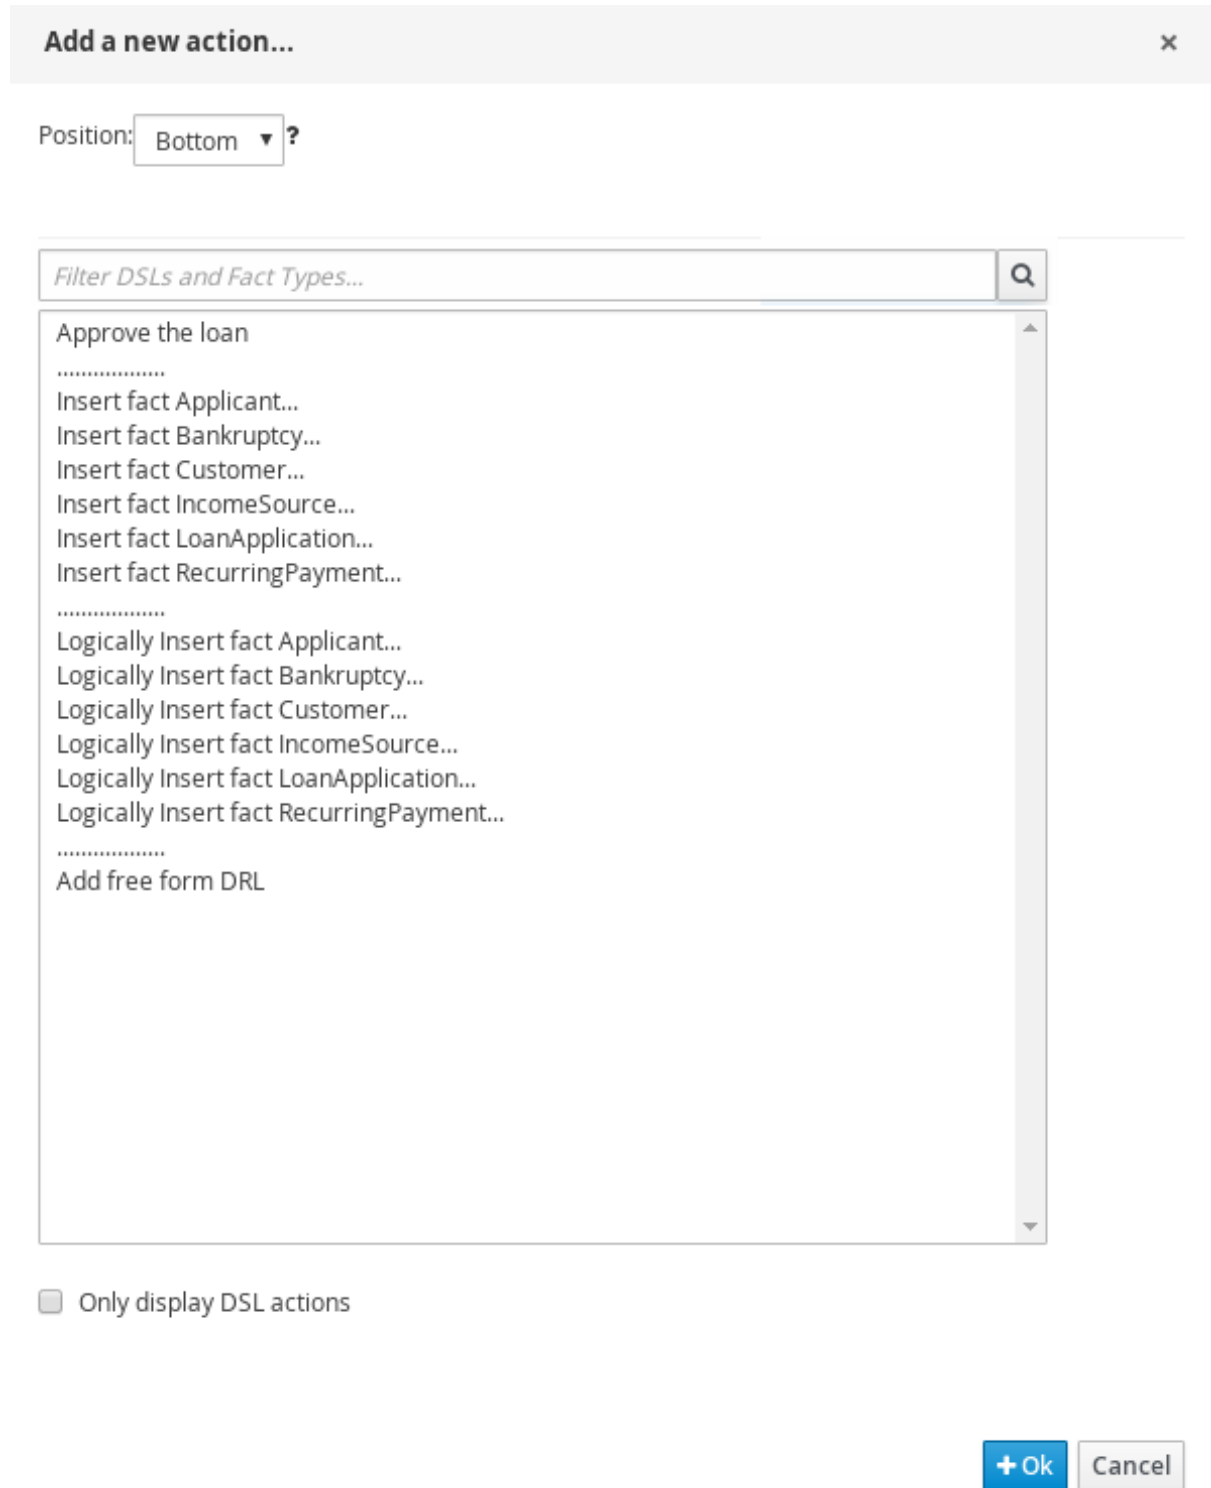 Add a new action...
×
Position: Bottom ?
Filter DSLs and Fact Types...
Approve the loan
..................
Insert fact Applicant...
Insert fact Bankruptcy...
Insert fact Customer...
Insert fact IncomeSource...
Insert fact LoanApplication...
Insert fact RecurringPayment...
..................
Logically Insert fact Applicant...
Logically Insert fact Bankruptcy...
Logically Insert fact Customer...
Logically Insert fact IncomeSource...
Logically Insert fact LoanApplication...
Logically Insert fact RecurringPayment...
..................
Add free form DRL
Only display DSL actions
+ Ok Cancel